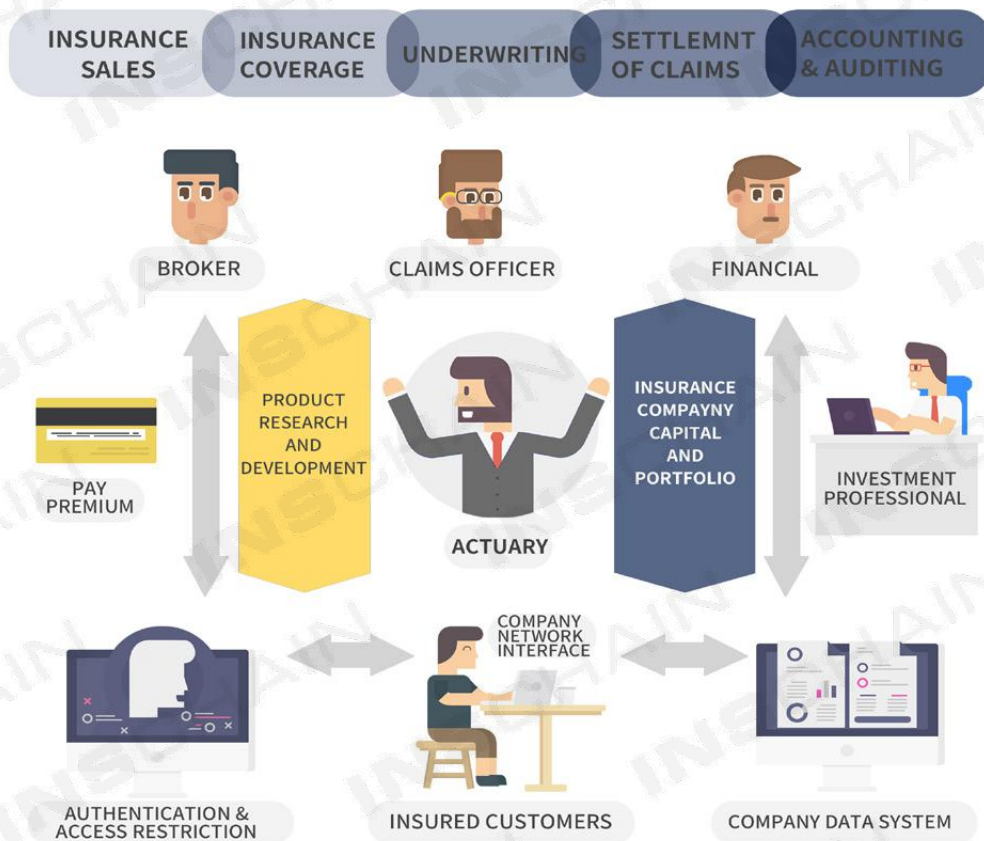 INSURANCE
SALES
INSURANCE
COVERAGE
UNDERWRITING
SETTLEMNT
OF CLAIMS
ACCOUNTING
& AUDITING
BROKER
CLAIMS OFFICER
FINANCIAL
PAY
PREMIUM
PRODUCT
RESEARCH
AND
DEVELOPMENT
ACTUARY
INSURANCE
COMPAYNY
CAPITAL
AND
PORTFOLIO
INVESTMENT
PROFESSIONAL
COMPANY
NETWORK
INTERFACE
AUTHENTICATION &
ACCESS RESTRICTION
INSURED CUSTOMERS
COMPANY DATA SYSTEM
INSCHAIN